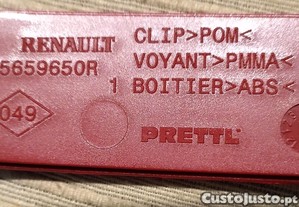 RENAULT CLIP>POM<
5659650R VOYANT>PMMA<
1 BOITIER>ABS<
049 PRETTL
CustoJusto.pt